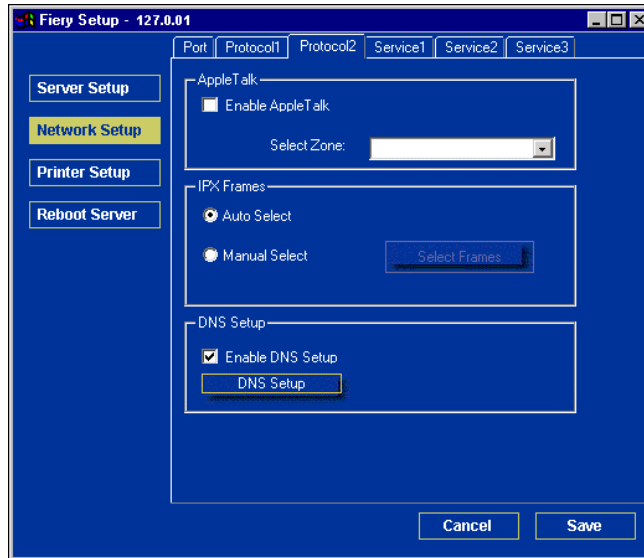 Fiery Setup - 127.0.01
Port Protocol1 Protocol2 Service1 Service2 Service3
Server Setup
Network Setup
Printer Setup
Reboot Server
AppleTalk
Enable AppleTalk
Select Zone:
IPX Frames
Auto Select
Manual Select
Select Frames
DNS Setup
Enable DNS Setup
DNS Setup
Cancel Save